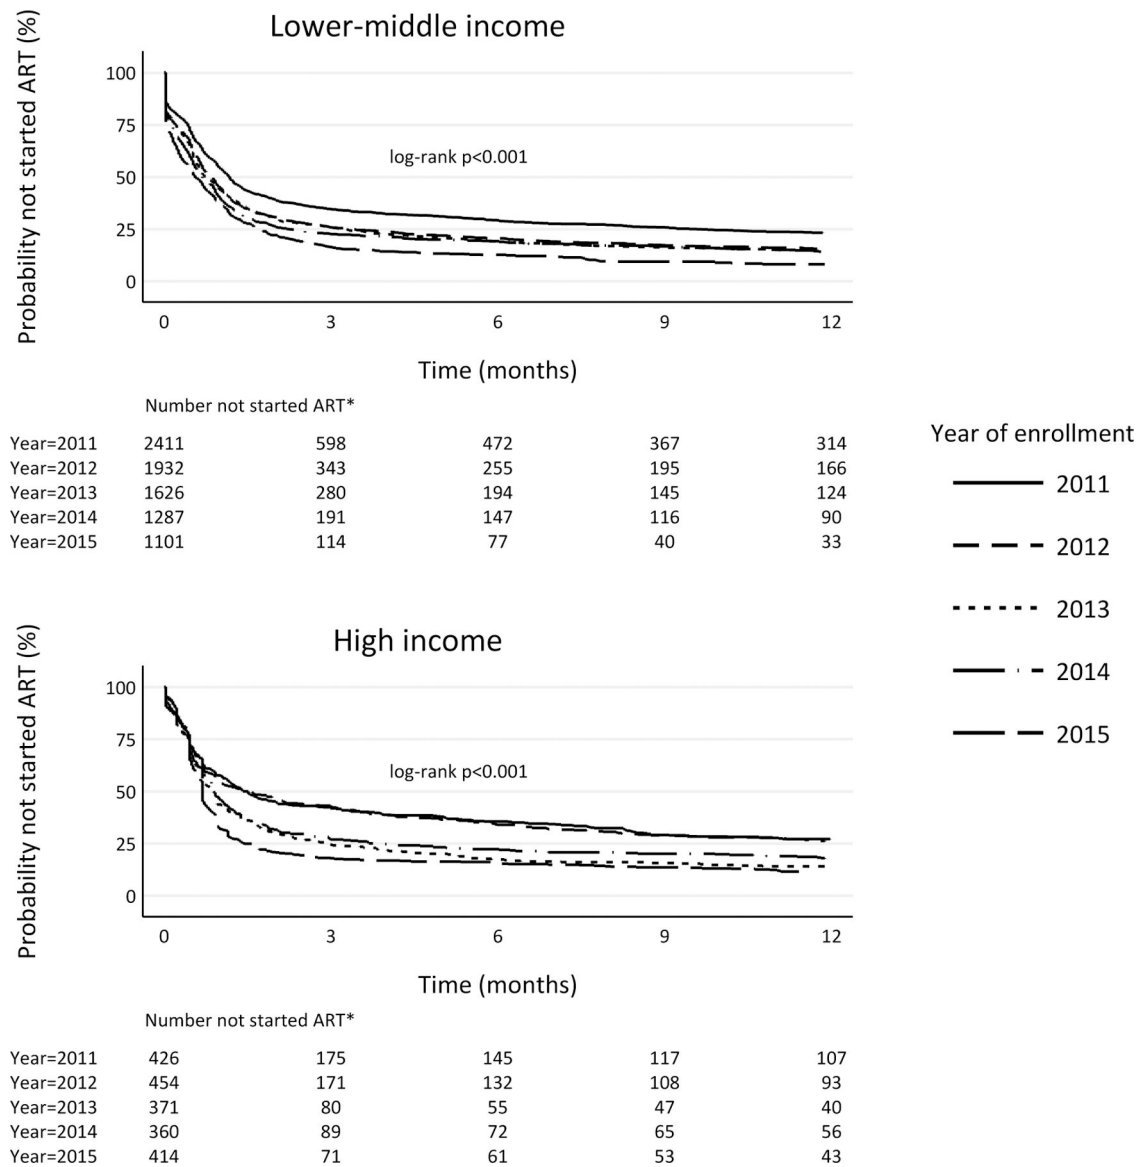 Lower-middle income
Probability not started ART (%)
100
75
50
25
0
log-rank p<0.001
0 3 6 9 12
Time (months)
Number not started ART*
Year=2011 2411 598 472 367 314
Year=2012 1932 343 255 195 166
Year=2013 1626 280 194 145 124
Year=2014 1287 191 147 116 90
Year=2015 1101 114 77 40 33
Year of enrollment
2011
2012
2013
2014
2015
High income
Probability not started ART (%)
100
75
50
25
0
log-rank p<0.001
0 3 6 9 12
Time (months)
Number not started ART*
Year=2011 426 175 145 117 107
Year=2012 454 171 132 108 93
Year=2013 371 80 55 47 40
Year=2014 360 89 72 65 56
Year=2015 414 71 61 53 43